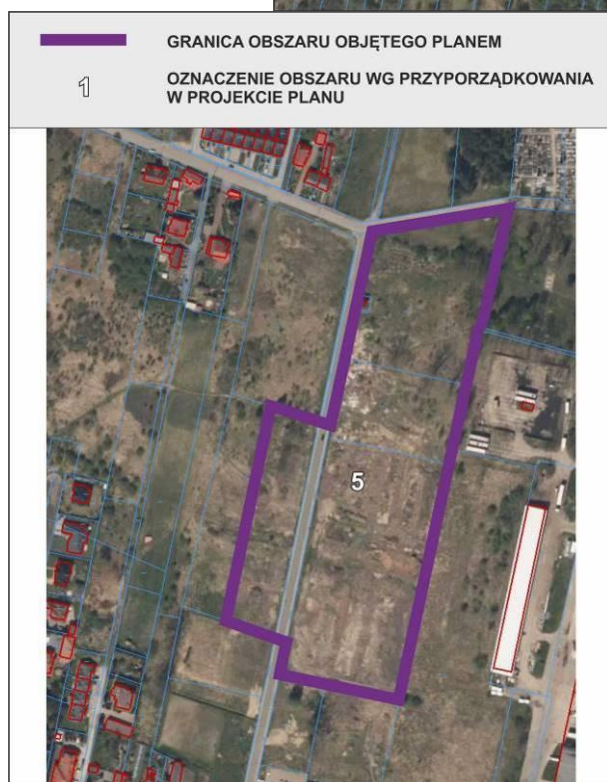 GRANICA OBSZARU OBJĘTEGO PLANEM
1
OZNACZENIE OBSZARU WG PRZYPORZĄDKOWANIA
W PROJEKCIE PLANU
5